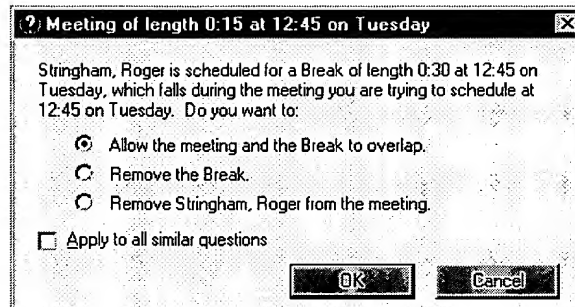 Meeting of length 0:15 at 12:45 on Tuesday
Stringham, Roger is scheduled for a Break of length 0:30 at 12:45 on
Tuesday, which falls during the meeting you are trying to schedule at
12:45 on Tuesday. Do you want to:
Allow the meeting and the Break to overlap.
Remove the Break.
Remove Stringham, Roger from the meeting.
Apply to all similar questions
OK
Cancel